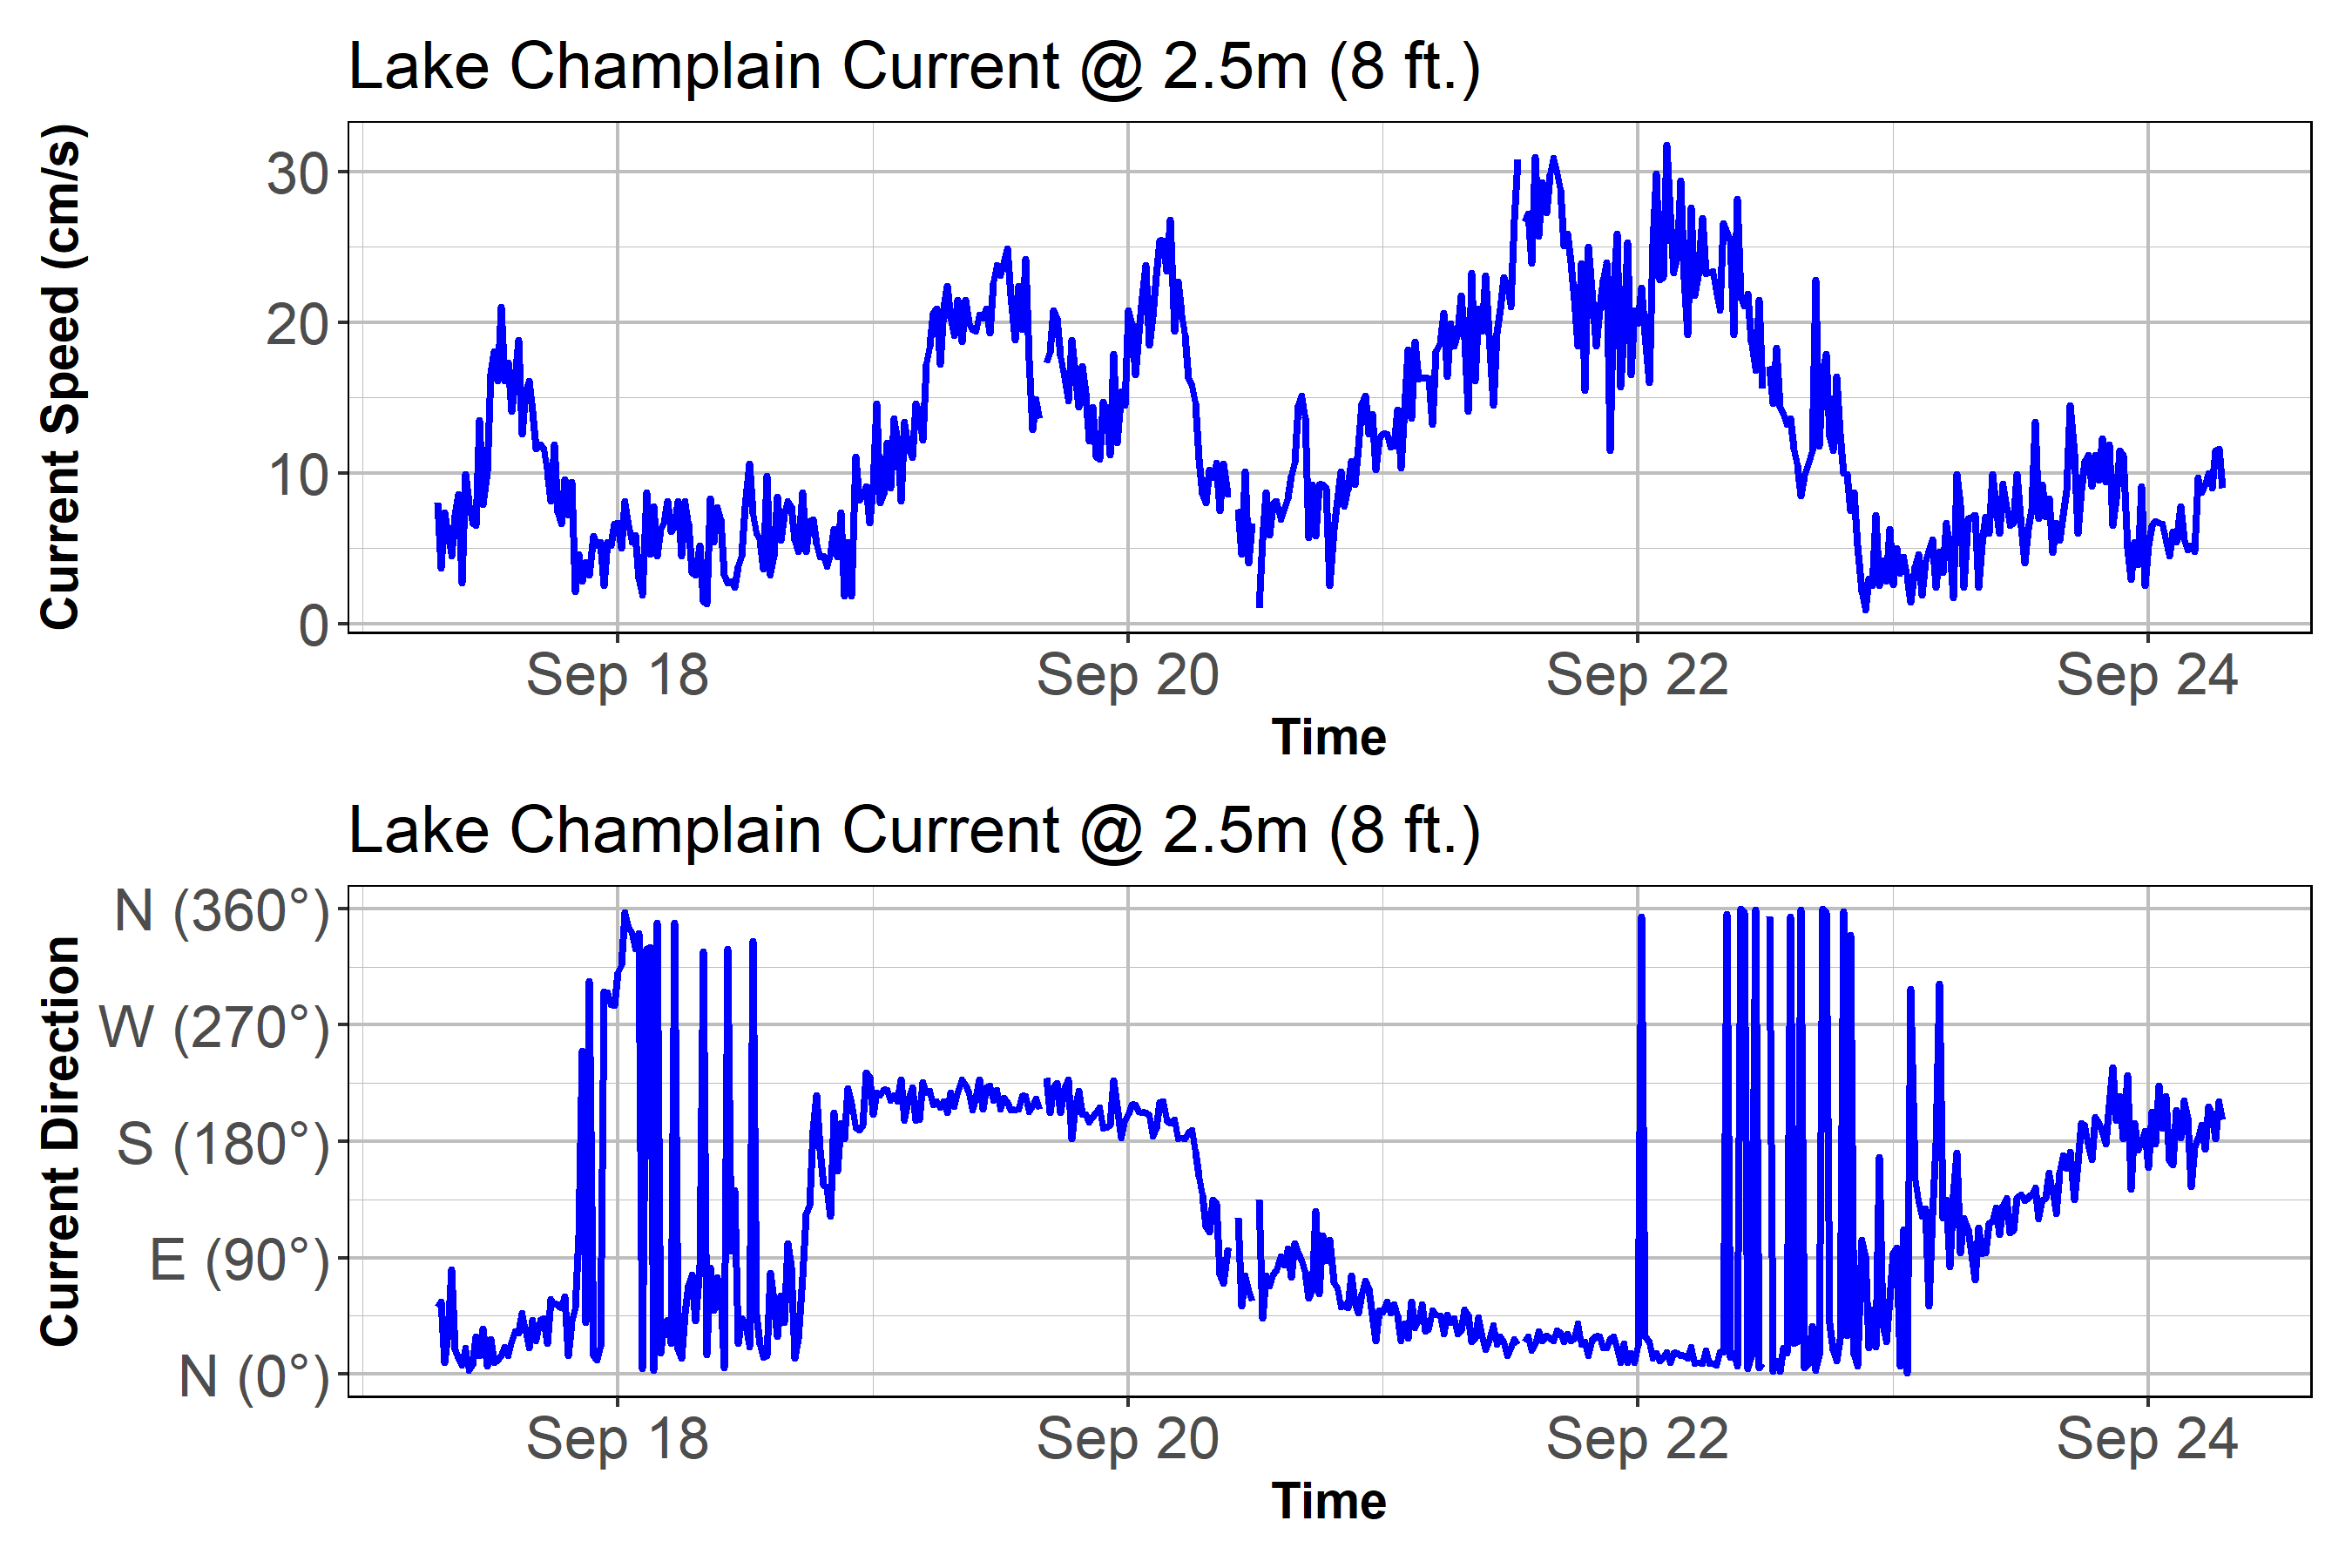 Lake Champlain Current @ 2.5m (8 ft.)
Current Speed (cm/s)
30
20
10
0
Sep 18 Sep 20 Sep 22 Sep 24
Time
Lake Champlain Current @ 2.5m (8 ft.)
Current Direction
N (360°)
W (270°)
S (180°)
E (90°)
N (0°)
Sep 18 Sep 20 Sep 22 Sep 24
Time